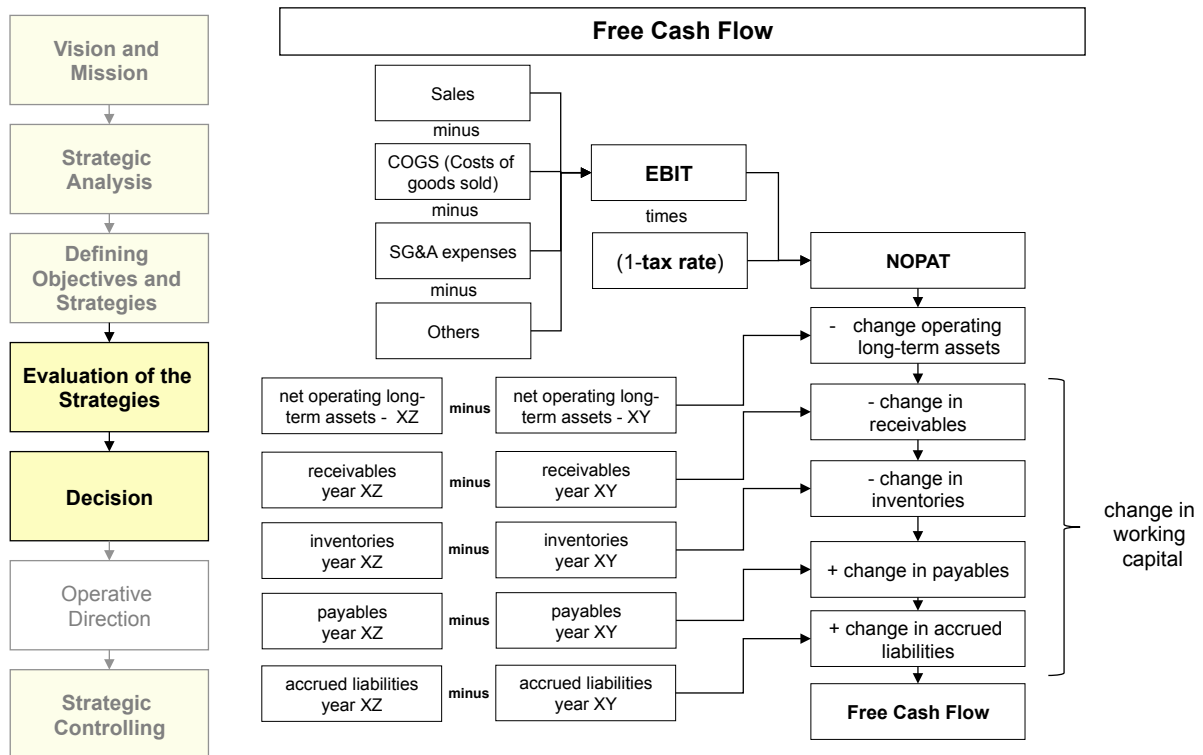 Free Cash Flow
Vision and
Mission
Strategic
Analysis
Defining
Objectives and
Strategies
Evaluation of the
Strategies
Decision
Operative
Direction
Strategic
Controlling
Sales
minus
COGS (Costs of
goods sold)
minus
SG&A expenses
minus
Others
EBIT
times
(1-tax rate)
NOPAT
- change operating
long-term assets
net operating long-
term assets - XZ
minus
net operating long-
term assets - XY
- change in
receivables
receivables
year XZ
minus
receivables
year XY
- change in
inventories
inventories
year XZ
minus
inventories
year XY
+ change in payables
payables
year XZ
minus
payables
year XY
+ change in accrued
liabilities
accrued liabilities
year XZ
minus
accrued liabilities
year XY
Free Cash Flow
change in
working
capital